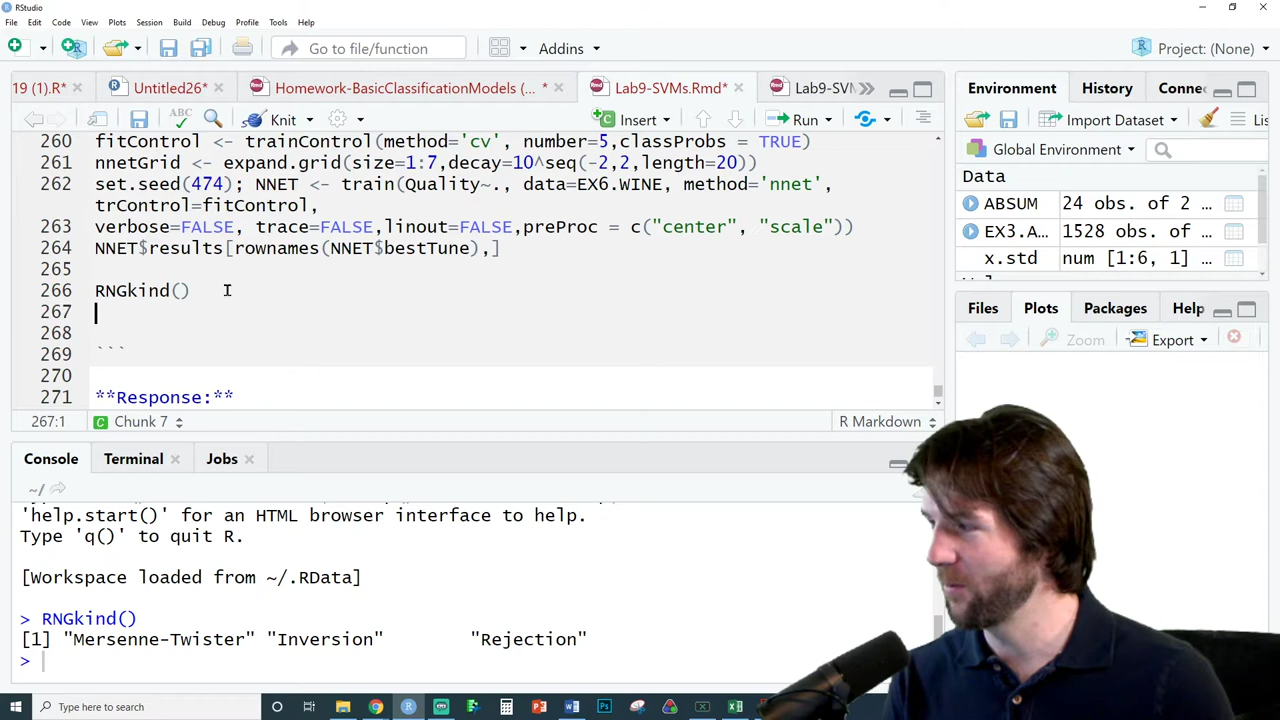 RStudio
File Edit Code View Plots Session Build Debug Profile Tools Help
Go to file/function Addins Project: (None)
19 (1).R* Untitled26* Homework-BasicClassificationModels (... * Lab9-SVMs.Rmd* Lab9-SVM
ABC Knit Insert Run
260 fitControl <- trainControl(method='cv', number=5,classProbs = TRUE)
261 nnetGrid <- expand.grid(size=1:7,decay=10^seq(-2,2,length=20))
262 set.seed(474); NNET <- train(Quality~., data=EX6.WINE, method='nnet',
trControl=fitControl,
263 verbose=FALSE, trace=FALSE,linout=FALSE,preProc = c("center", "scale"))
264 NNET$results[rownames(NNET$bestTune),]
265
266 RNGkind()
267
268
269 ```
270
271 **Response:**
267:1 Chunk 7 R Markdown
Console Terminal Jobs
~/
'help.start()' for an HTML browser interface to help.
Type 'q()' to quit R.
[Workspace loaded from ~/.RData]
> RNGkind()
[1] "Mersenne-Twister" "Inversion" "Rejection"
>
Environment History Conne
Import Dataset Lis
Global Environment
Data
ABSUM 24 obs. of 2 ...
EX3.A... 1528 obs. of ...
x.std num [1:6, 1] ...
Files Plots Packages Help
Zoom Export
Type here to search